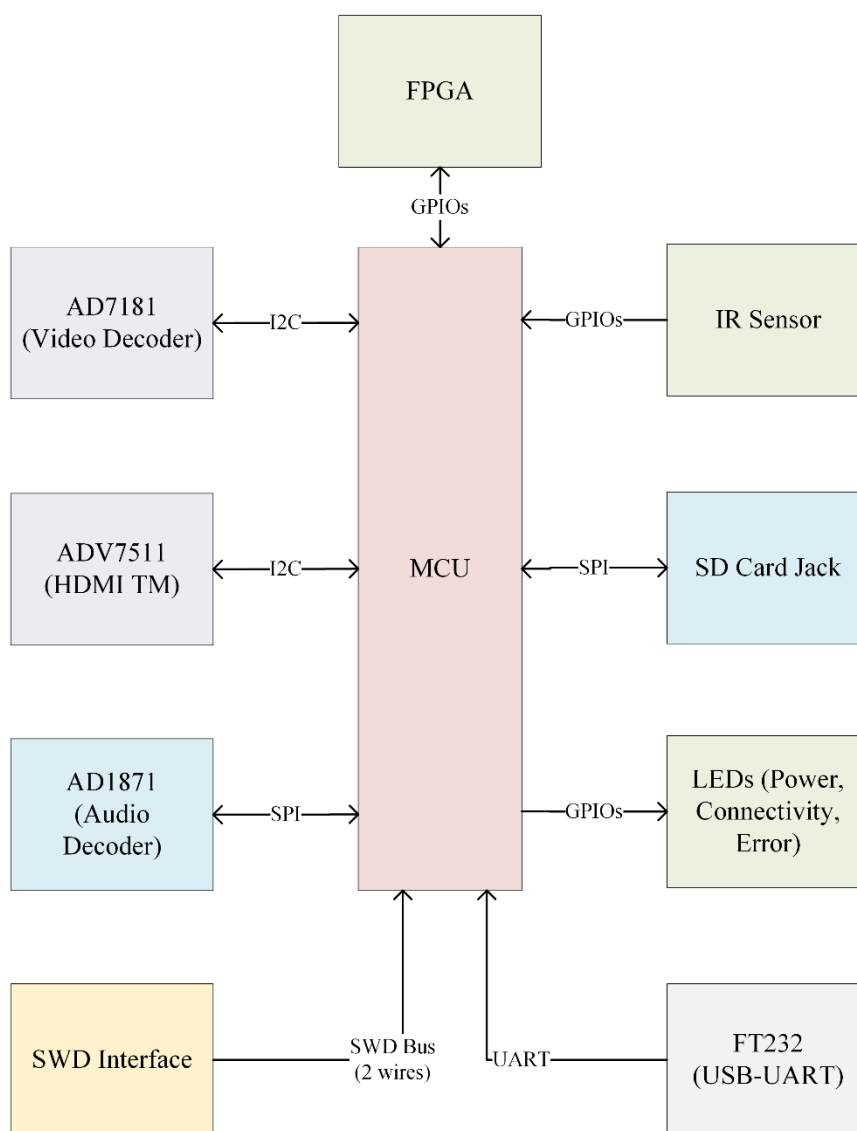 FPGA
GPIOs
AD7181
(Video Decoder)
I2C
GPIOs
IR Sensor
ADV7511
(HDMI TM)
I2C
MCU
SPI
SD Card Jack
AD1871
(Audio
Decoder)
SPI
GPIOs
LEDs (Power,
Connectivity,
Error)
SWD Interface
SWD Bus
(2 wires)
UART
FT232
(USB-UART)